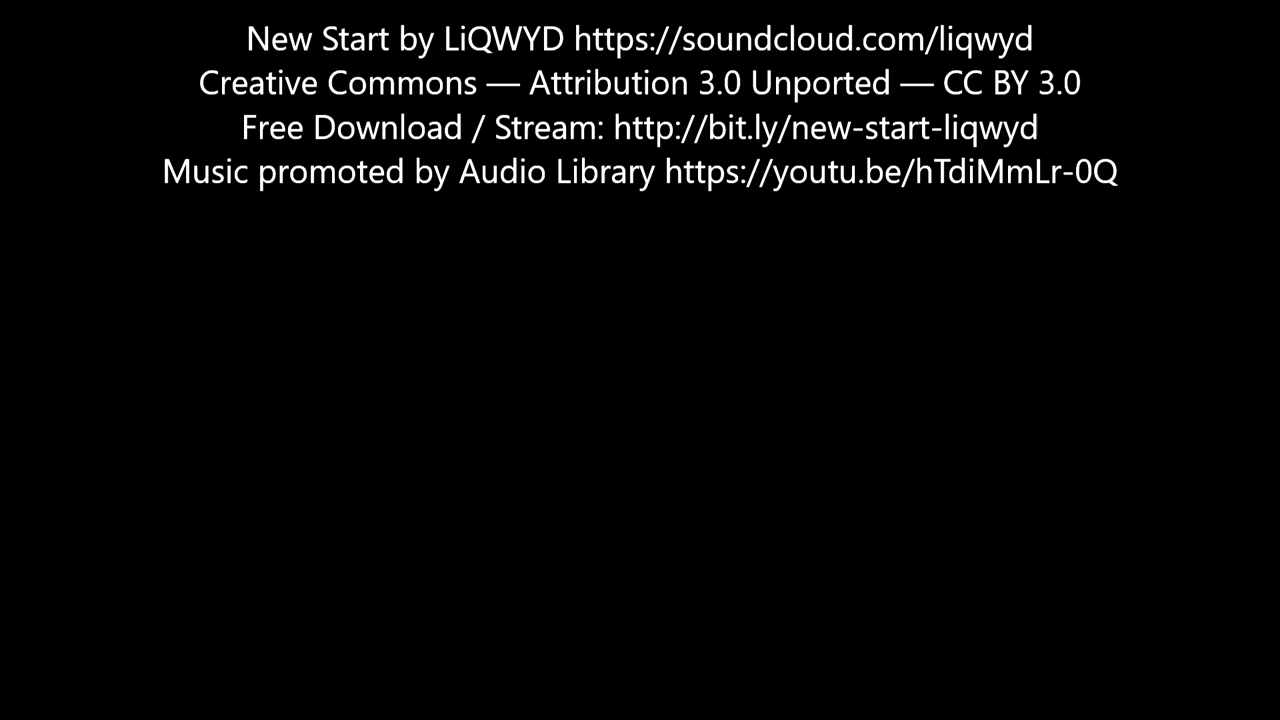 New Start by LiQWYD https://soundcloud.com/liqwyd
Creative Commons — Attribution 3.0 Unported — CC BY 3.0
Free Download / Stream: http://bit.ly/new-start-liqwyd
Music promoted by Audio Library https://youtu.be/hTdiMmLr-0Q